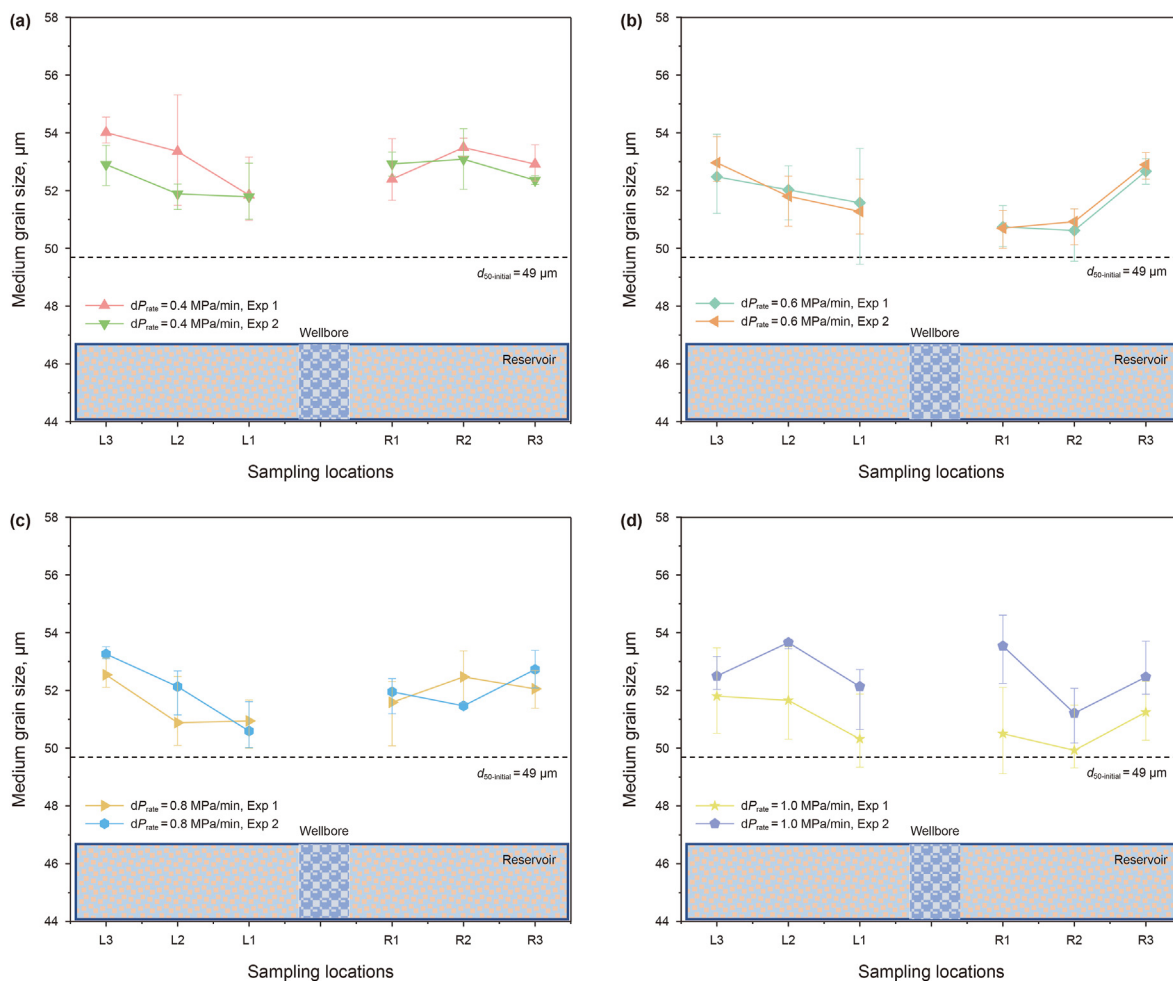 (a)
58
56
54
52
50
48
46
44
Medium grain size, μm
d50-initial = 49 μm
dPrate = 0.4 MPa/min, Exp 1
dPrate = 0.4 MPa/min, Exp 2
Wellbore
Reservoir
L3 L2 L1 R1 R2 R3
Sampling locations
(b)
58
56
54
52
50
48
46
44
Medium grain size, μm
d50-initial = 49 μm
dPrate = 0.6 MPa/min, Exp 1
dPrate = 0.6 MPa/min, Exp 2
Wellbore
Reservoir
L3 L2 L1 R1 R2 R3
Sampling locations
(c)
58
56
54
52
50
48
46
44
Medium grain size, μm
d50-initial = 49 μm
dPrate = 0.8 MPa/min, Exp 1
dPrate = 0.8 MPa/min, Exp 2
Wellbore
Reservoir
L3 L2 L1 R1 R2 R3
Sampling locations
(d)
58
56
54
52
50
48
46
44
Medium grain size, μm
d50-initial = 49 μm
dPrate = 1.0 MPa/min, Exp 1
dPrate = 1.0 MPa/min, Exp 2
Wellbore
Reservoir
L3 L2 L1 R1 R2 R3
Sampling locations